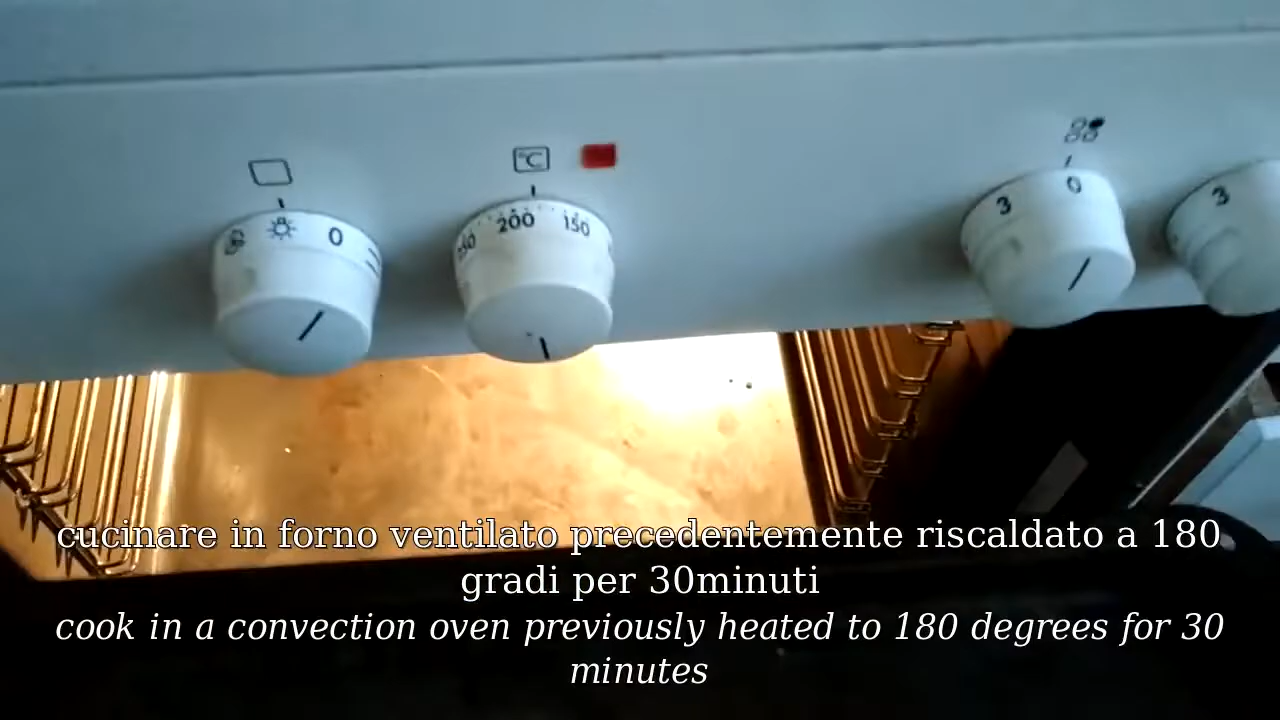 °C
0
250 200 150
3 0
3
cucinare in forno ventilato precedentemente riscaldato a 180
gradi per 30minuti
cook in a convection oven previously heated to 180 degrees for 30
minutes